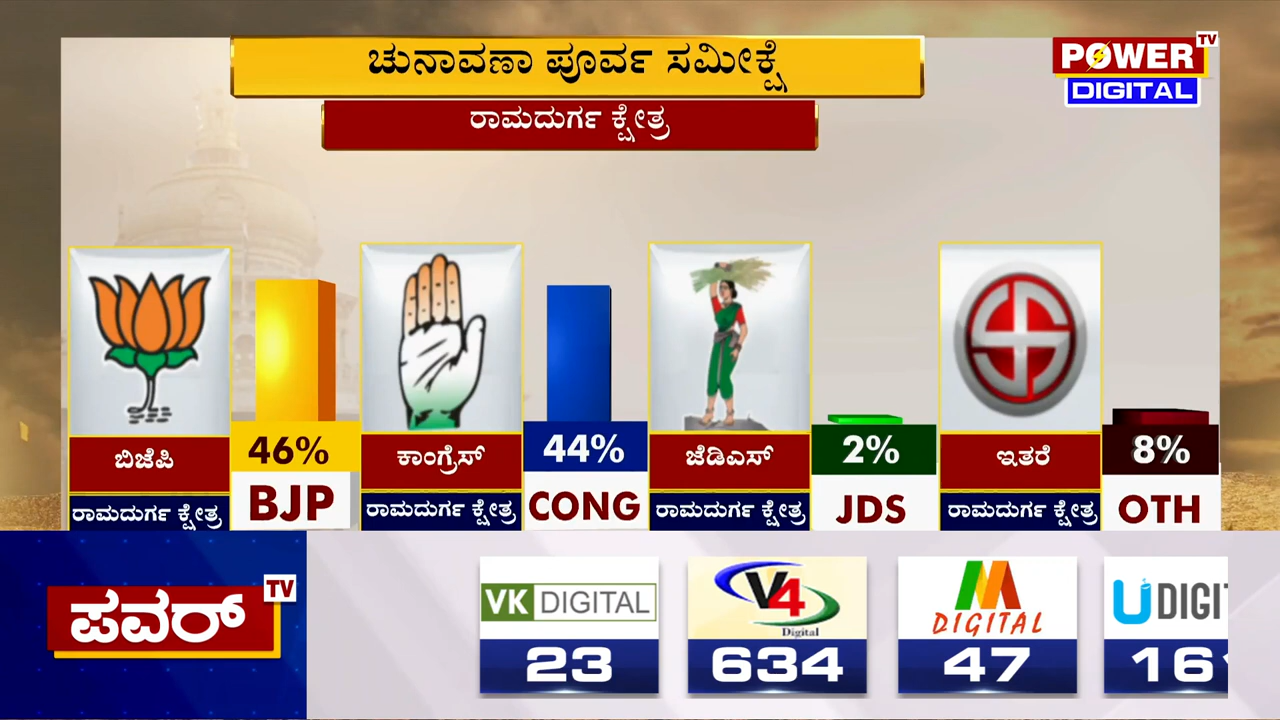 ಚುನಾವಣಾ ಪೂರ್ವ ಸಮೀಕ್ಷೆ
ರಾಮದುರ್ಗ ಕ್ಷೇತ್ರ
POWER TV
DIGITAL
46%
44%
2%
8%
ಬಿಜೆಪಿ
ಕಾಂಗ್ರೆಸ್
ಜೆಡಿಎಸ್
ಇತರೆ
ರಾಮದುರ್ಗ ಕ್ಷೇತ್ರ
BJP
ರಾಮದುರ್ಗ ಕ್ಷೇತ್ರ
CONG
ರಾಮದುರ್ಗ ಕ್ಷೇತ್ರ
JDS
ರಾಮದುರ್ಗ ಕ್ಷೇತ್ರ
OTH
ಪವರ್ TV
VK DIGITAL
23
V4
Digital
634
M
DIGITAL
47
U DIGI